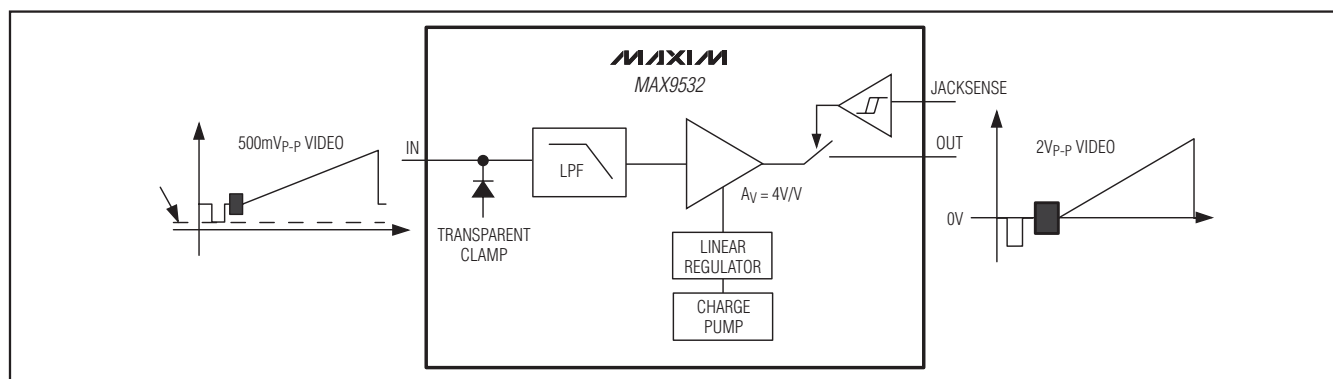 MAXIM
MAX9532
JACKSENSE
500mVP-P VIDEO
IN
LPF
OUT
2VP-P VIDEO
AV = 4V/V
0V
TRANSPARENT
CLAMP
LINEAR
REGULATOR
CHARGE
PUMP